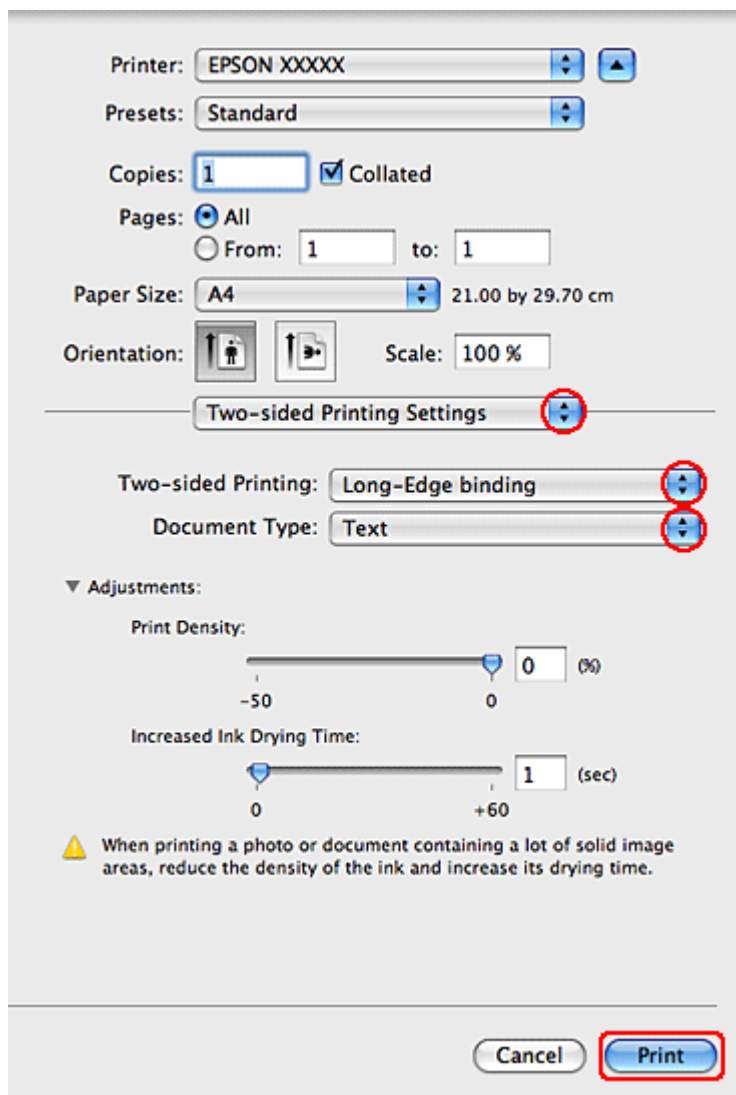 Printer: EPSON XXXXX
Presets: Standard
Copies: 1 Collated
Pages: All
From: 1 to: 1
Paper Size: A4 21.00 by 29.70 cm
Orientation: Scale: 100 %
Two-sided Printing Settings
Two-sided Printing: Long-Edge binding
Document Type: Text
Adjustments:
Print Density:
0 (%)
-50 0
Increased Ink Drying Time:
1 (sec)
0 +60
When printing a photo or document containing a lot of solid image
areas, reduce the density of the ink and increase its drying time.
Cancel Print